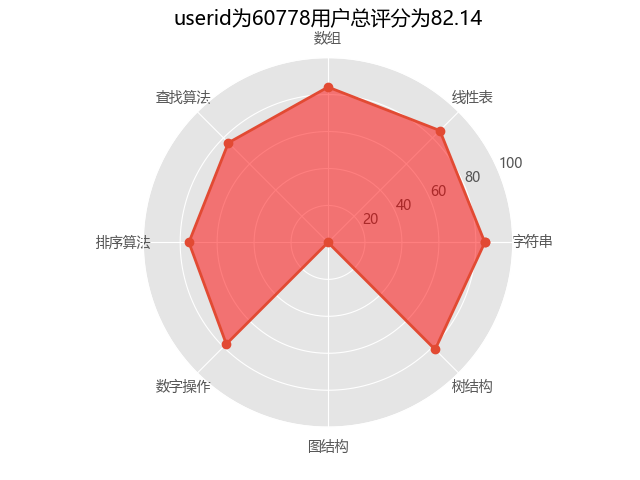 userid为60778用户总评分为82.14
数组
查找算法
线性表
100
80
60
40
20
排序算法
字符串
数字操作
树结构
图结构